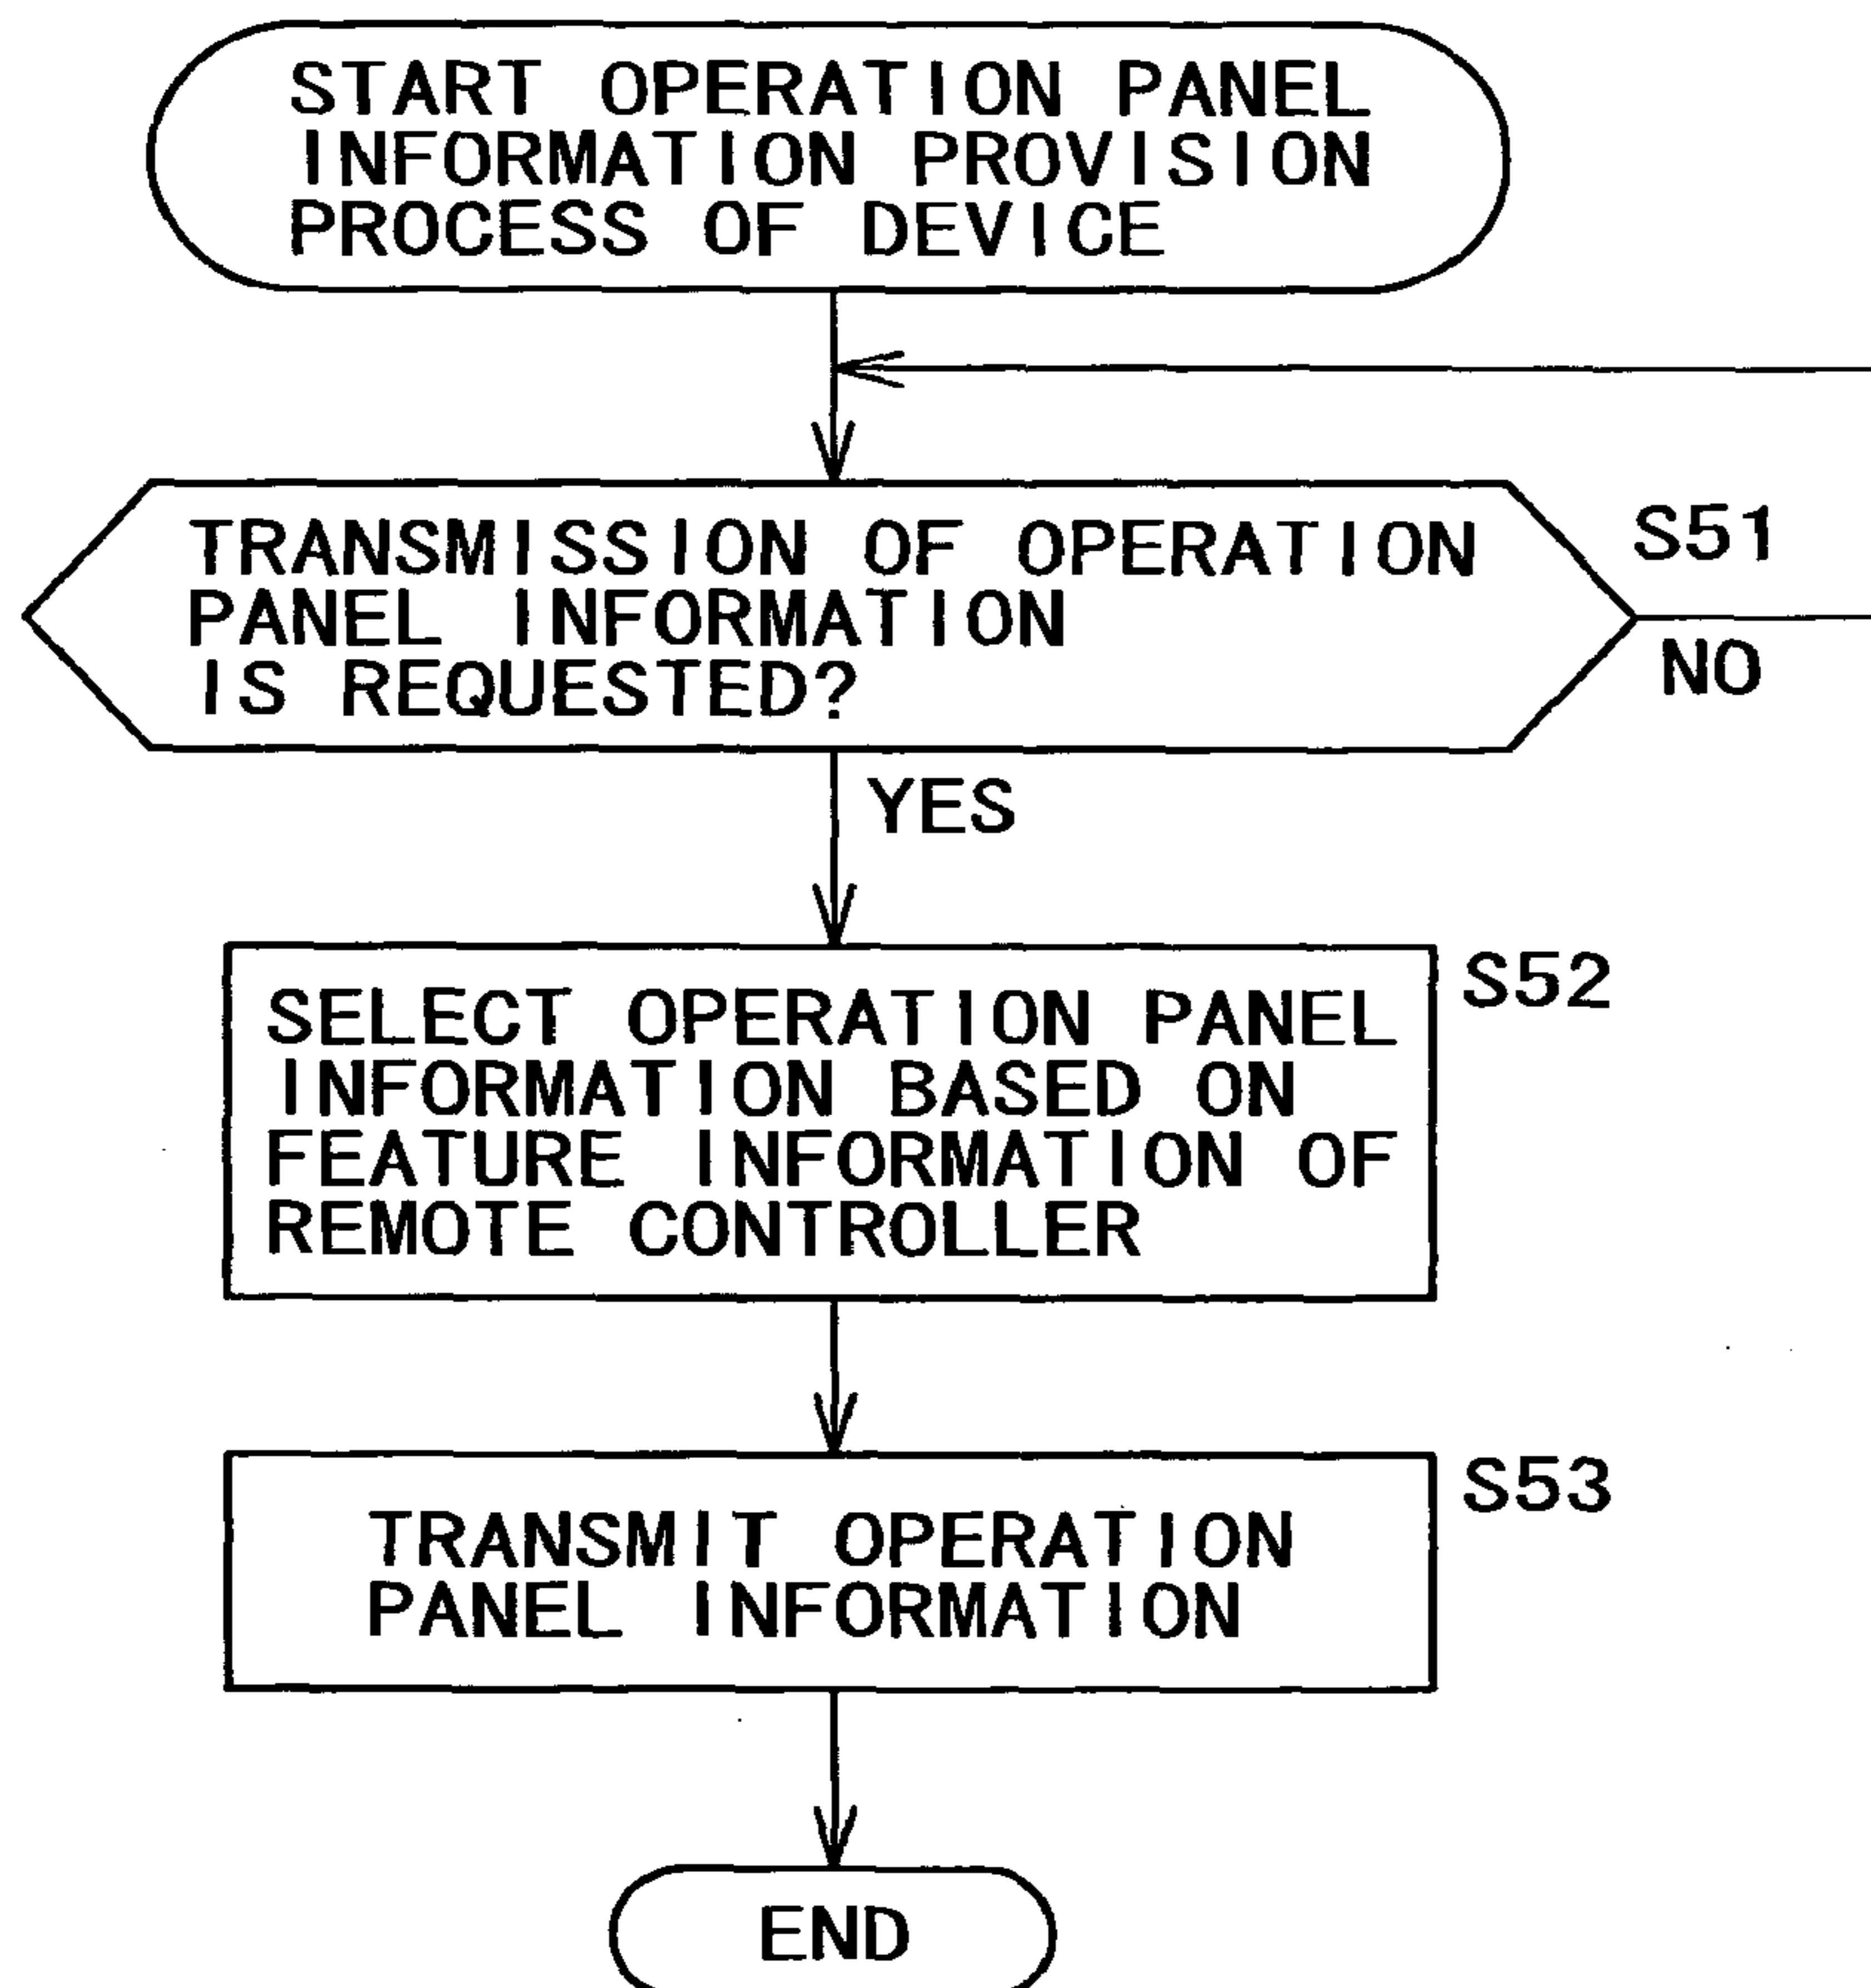 START OPERATION PANEL
INFORMATION PROVISION
PROCESS OF DEVICE
TRANSMISSION OF OPERATION
PANEL INFORMATION
IS REQUESTED?
S51
NO
YES
SELECT OPERATION PANEL
INFORMATION BASED ON
FEATURE INFORMATION OF
REMOTE CONTROLLER
S52
TRANSMIT OPERATION
PANEL INFORMATION
S53
END